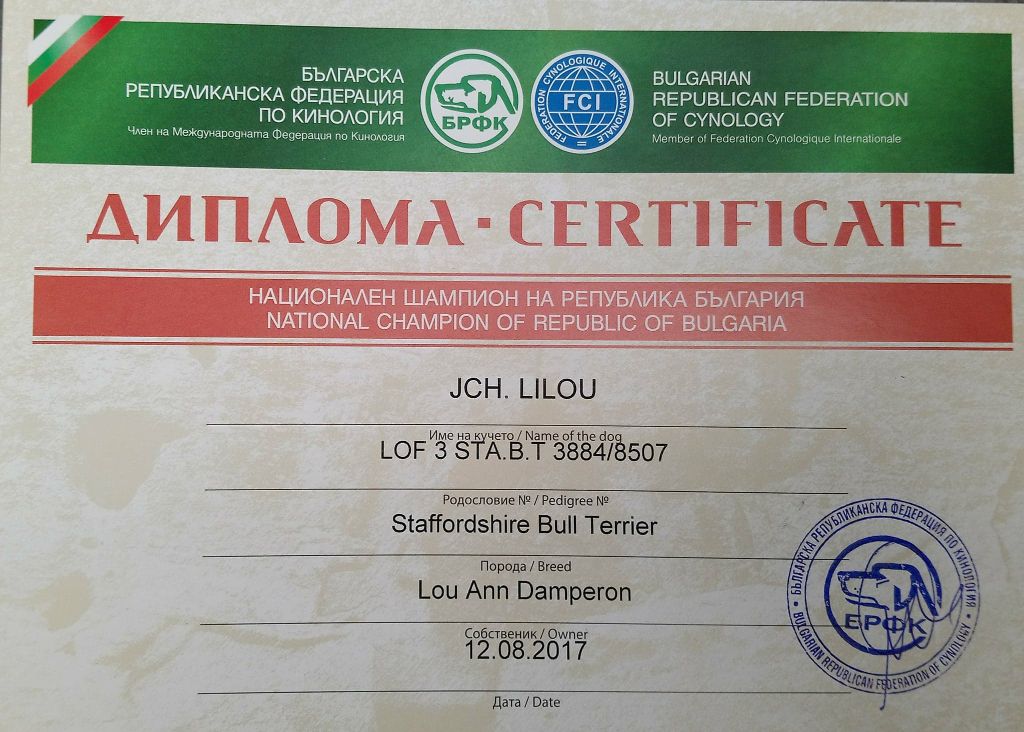 БЪЛГАРСКА
РЕПУБЛИКАНСКА ФЕДЕРАЦИЯ
ПО КИНОЛОГИЯ
Член на Международната Федерация по Кинология
БРФК
FEDERATION CYNOLOGIQUE INTERNATIONALE
FCI
BULGARIAN
REPUBLICAN FEDERATION
OF CYNOLOGY
Member of Federation Cynologique Internationale
ДИПЛОМА · CERTIFICATE
НАЦИОНАЛЕН ШАМПИОН НА РЕПУБЛИКА БЪЛГАРИЯ
NATIONAL CHAMPION OF REPUBLIC OF BULGARIA
JCH. LILOU
Име на кучето / Name of the dog
LOF 3 STA.B.T 3884/8507
Родословие № / Pedigree №
Staffordshire Bull Terrier
Порода / Breed
Lou Ann Damperon
Собственик / Owner
12.08.2017
Дата / Date
БЪЛГАРСКА РЕПУБЛИКАНСКА ФЕДЕРАЦИЯ ПО КИНОЛОГИЯ
БРФК
BULGARIAN REPUBLICAN FEDERATION OF CYNOLOGY